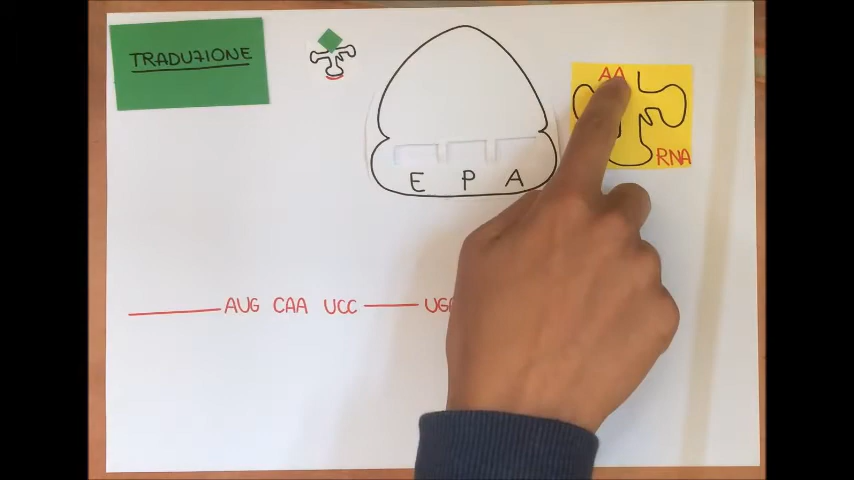 TRADUZIONE
AA
RNA
E P A
AUG CAA UCC